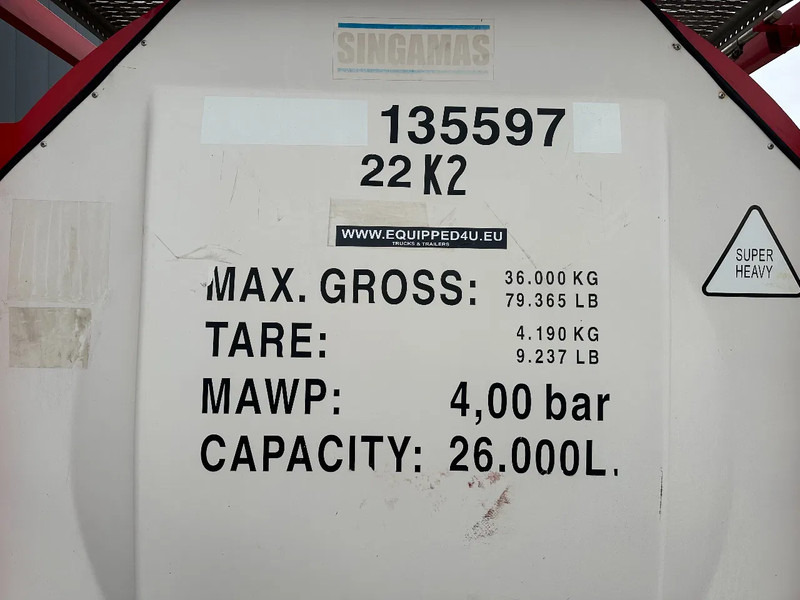 SINGAMAS
135597
22 K2
WWW.EQUIPPED4U.EU
TRUCKS & TRAILERS
SUPER
HEAVY
MAX. GROSS: 36.000 KG
79.365 LB
TARE: 4.190 KG
9.237 LB
MAWP: 4,00 bar
CAPACITY: 26.000L.